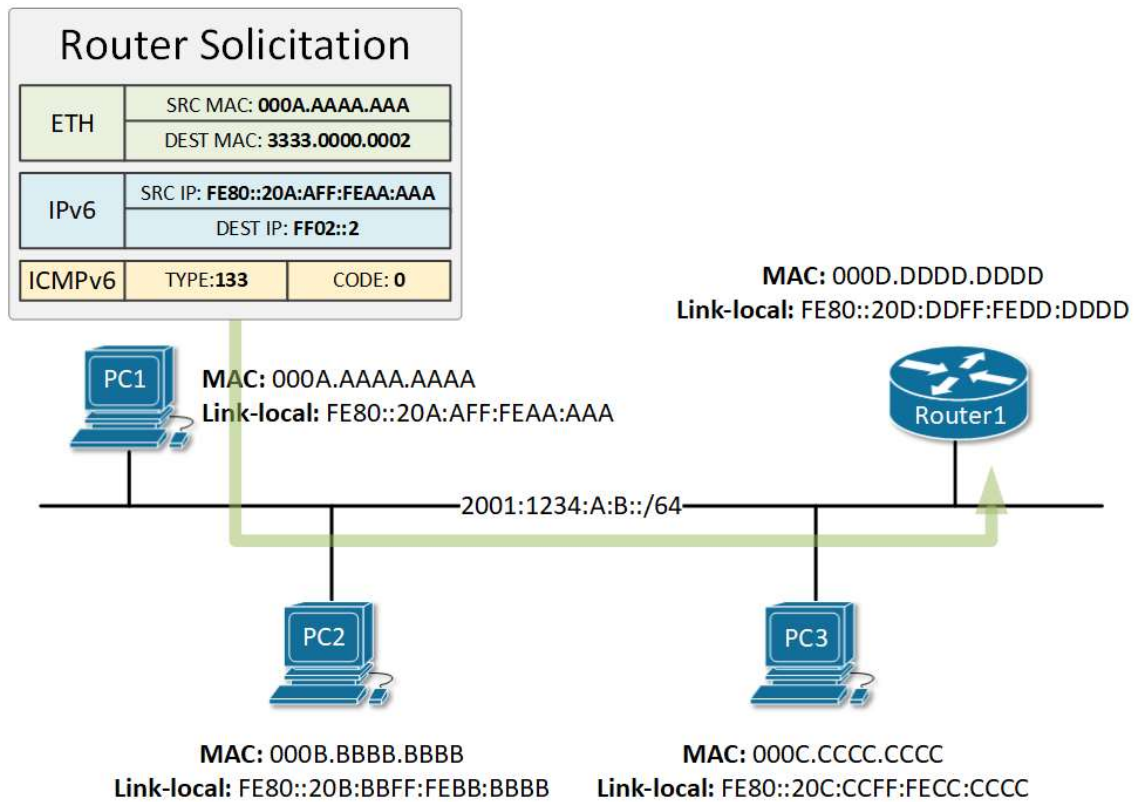 Router Solicitation
ETH
SRC MAC: 000A.AAAA.AAA
DEST MAC: 3333.0000.0002
IPv6
SRC IP: FE80::20A:AFF:FEAA:AAA
DEST IP: FF02::2
ICMPv6
TYPE:133
CODE: 0
MAC: 000D.DDDD.DDDD
Link-local: FE80::20D:DDFF:FEDD:DDDD
PC1
MAC: 000A.AAAA.AAAA
Link-local: FE80::20A:AFF:FEAA:AAA
Router1
2001:1234:A:B::/64
PC2
PC3
MAC: 000B.BBBB.BBBB
Link-local: FE80::20B:BBFF:FEBB:BBBB
MAC: 000C.CCCC.CCCC
Link-local: FE80::20C:CCFF:FECC:CCCC